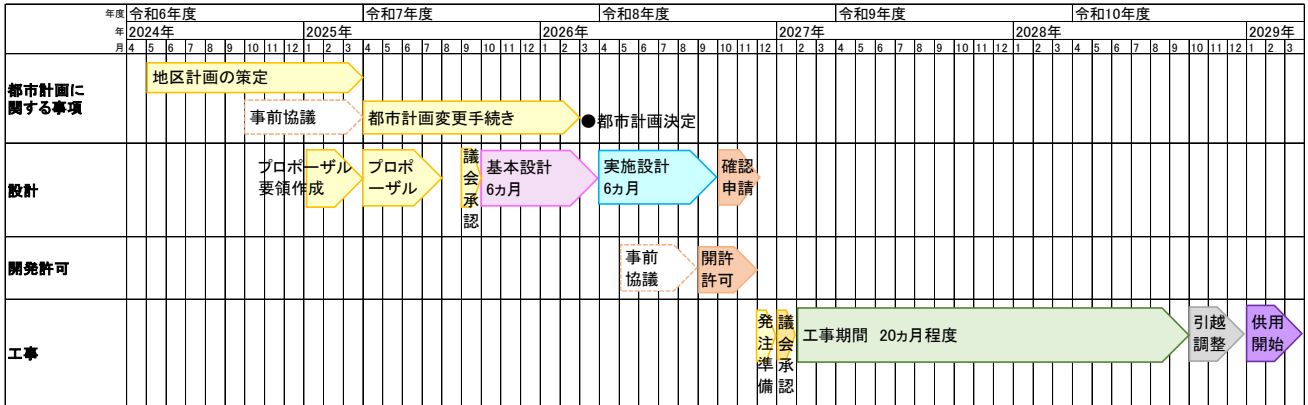 年度 令和6年度 令和7年度 令和8年度 令和9年度 令和10年度
年 2024年 2025年 2026年 2027年 2028年 2029年
月 4 5 6 7 8 9 10 11 12 1 2 3 4 5 6 7 8 9 10 11 12 1 2 3 4 5 6 7 8 9 10 11 12 1 2 3 4 5 6 7 8 9 10 11 12 1 2 3 4 5 6 7 8 9 10 11 12 1 2 3
都市計画に
関する事項
地区計画の策定
事前協議
都市計画変更手続き
●都市計画決定
設計
プロポーザル
要領作成
プロポ
ーザル
議会承認
基本設計
6ヵ月
実施設計
6ヵ月
確認
申請
開発許可
事前
協議
開許
許可
工事
発注準備
議会承認
工事期間 20ヵ月程度
引越
調整
供用
開始